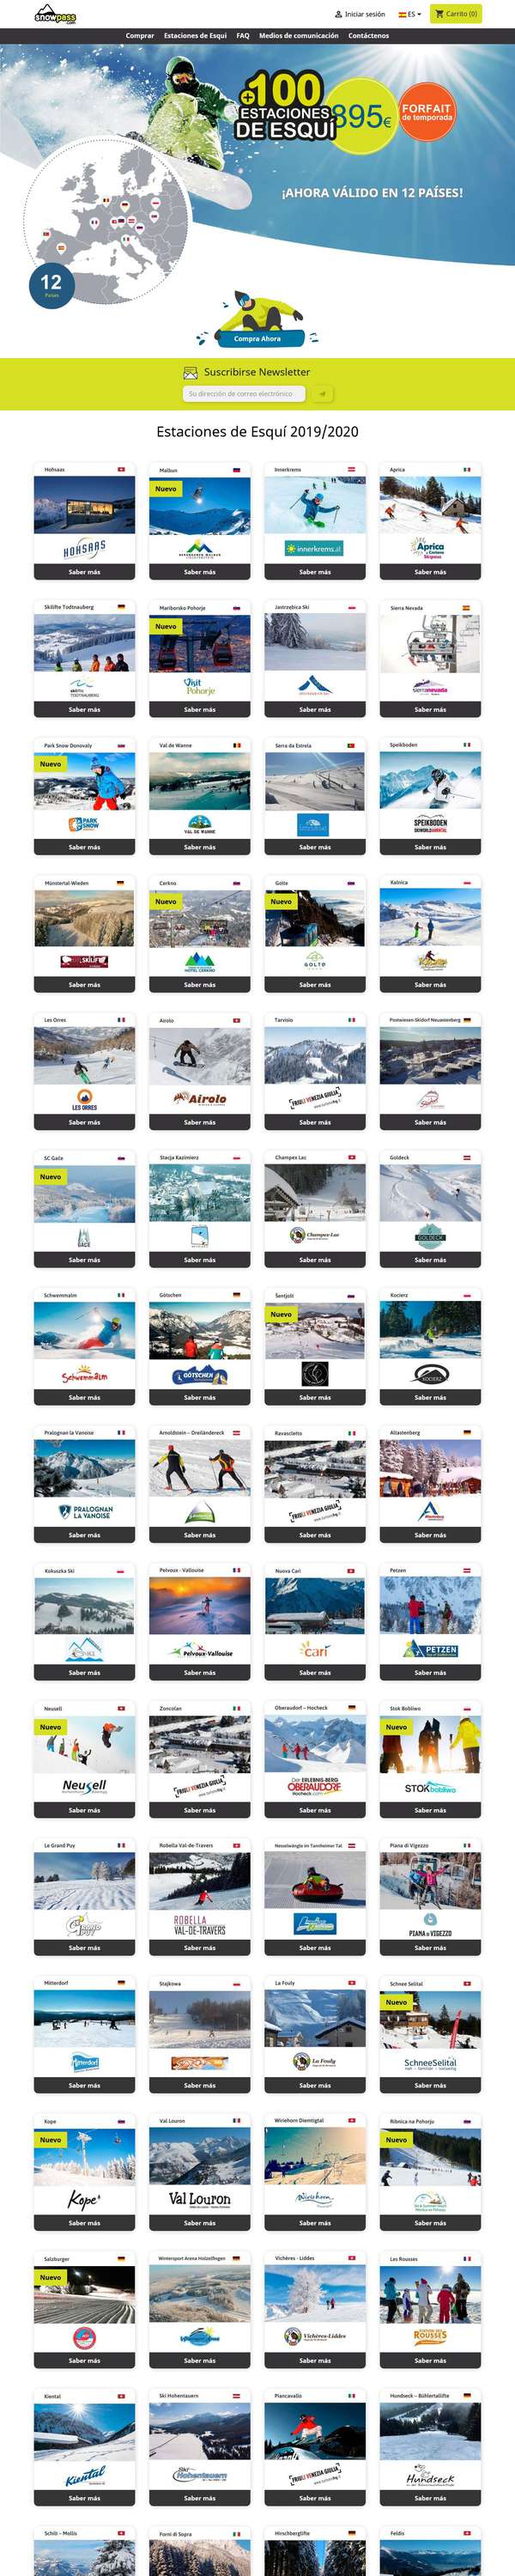 snowpass.com
Iniciar sesión
ES
Carrito (0)
Comprar
Estaciones de Esquí
FAQ
Medios de comunicación
Contáctenos
+100
ESTACIONES
DE ESQUÍ
395€
FORFAIT
de temporada
¡AHORA VÁLIDO EN 12 PAÍSES!
12
Países
Compra Ahora
Suscribirse Newsletter
Su dirección de correo electrónico
Estaciones de Esquí 2019/2020
Hohsaas
Malbun
Innerkrems
Aprica
Nuevo
HOHSAAS
innerkrems.at
Aprica
Saber más
Saber más
Saber más
Saber más
Skilifte Todtnauberg
Mariborsko Pohorje
Jastrzębica Ski
Sierra Nevada
Nuevo
TODTNAUBERG
Visit
Pohorje
sierranevada
Saber más
Saber más
Saber más
Saber más
Park Snow Donovaly
Val de Wanne
Serra da Estrela
Speikboden
Nuevo
PARK
SNOW
VAL DE WANNE
SPEIKBODEN
Saber más
Saber más
Saber más
Saber más
Münstertal-Wieden
Cerkno
Golte
Kalnica
Nuevo
Nuevo
HOTEL CERKNO
GOLTE
Saber más
Saber más
Saber más
Saber más
Les Orres
Airolo
Tarvisio
Postwiesen-Skidorf Neuastenberg
LES ORRES
Airolo
FRIULI VENEZIA GIULIA
Saber más
Saber más
Saber más
Saber más
SC Gače
Stacja Kazimierz
Champex Lac
Goldeck
Nuevo
GAČE
Champex-Lac
GOLDECK
Saber más
Saber más
Saber más
Saber más
Schwemmalm
Götschen
Šentjošt
Kocierz
Nuevo
Schwemmalm
GÖTSCHEN
KOCIERZ
Saber más
Saber más
Saber más
Saber más
Pralognan la Vanoise
Arnoldstein – Dreiländereck
Ravascletto
Altastenberg
PRALOGNAN
LA VANOISE
FRIULI VENEZIA GIULIA
Saber más
Saber más
Saber más
Saber más
Kokuszka Ski
Pelvoux - Vallouise
Nuova Carì
Petzen
Pelvoux-Vallouise
cari
PETZEN
Saber más
Saber más
Saber más
Saber más
Neusell
Zoncolan
Oberaudorf – Hocheck
Stok Bobliwo
Nuevo
Nuevo
Neusell
FRIULI VENEZIA GIULIA
Der ERLEBNIS-BERG
OBERAUDORF
Hocheck.com
STOK
Saber más
Saber más
Saber más
Saber más
Le Grand Puy
Robella Val-de-Travers
Nesselwängle im Tannheimer Tal
Piana di Vigezzo
ROBELLA
VAL-DE-TRAVERS
PIANA di VIGEZZO
Saber más
Saber más
Saber más
Saber más
Mitterdorf
Stajkowa
La Fouly
Schnee Selital
Nuevo
Mitterdorf
La Fouly
SchneeSelital
Saber más
Saber más
Saber más
Saber más
Kope
Val Louron
Wiriehorn Diemtigtal
Ribnica na Pohorju
Nuevo
Nuevo
Kope
Val Louron
Wiriehorn
Saber más
Saber más
Saber más
Saber más
Salzburger
Wintersport Arena Holzelfingen
Vichères - Liddes
Les Rousses
Nuevo
Vichères-Liddes
ROUSSES
Saber más
Saber más
Saber más
Saber más
Kiental
Ski Hohentauern
Piancavallo
Hundseck – Bühlertallifte
Kiental
Ski
Hohentauern
FRIULI VENEZIA GIULIA
Hundseck
Saber más
Saber más
Saber más
Saber más
Schilt – Mollis
Forni di Sopra
Hirschberglifte
Feldis